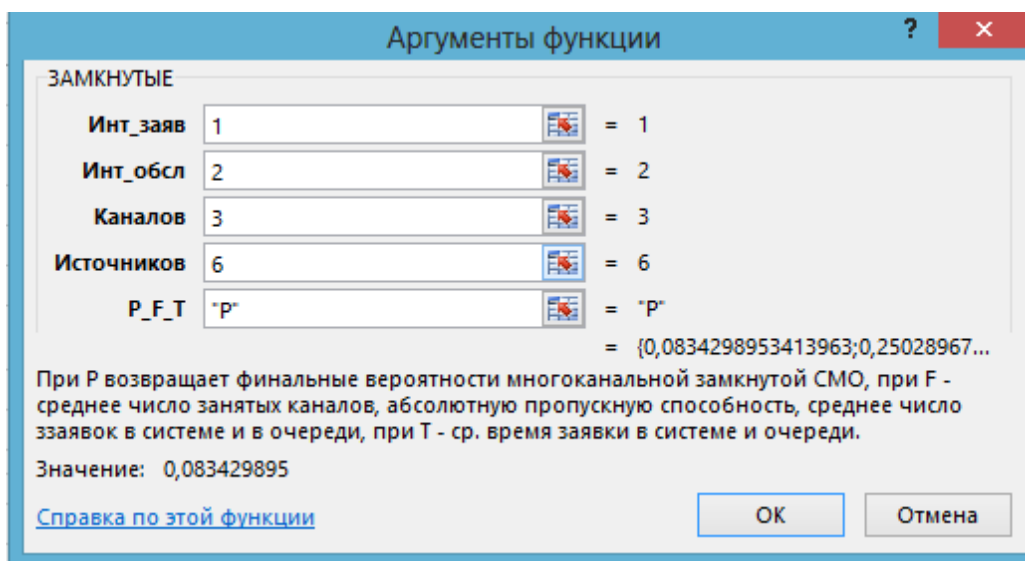 Аргументы функции ? ×
ЗАМКНУТЫЕ
Инт_заяв 1 = 1
Инт_обсл 2 = 2
Каналов 3 = 3
Источников 6 = 6
P_F_T "P" = "P"
= {0,0834298953413963;0,25028967...
При P возвращает финальные вероятности многоканальной замкнутой СМО, при F -
среднее число занятых каналов, абсолютную пропускную способность, среднее число
ззаявок в системе и в очереди, при T - ср. время заявки в системе и очереди.
Значение: 0,083429895
Справка по этой функции
ОК Отмена